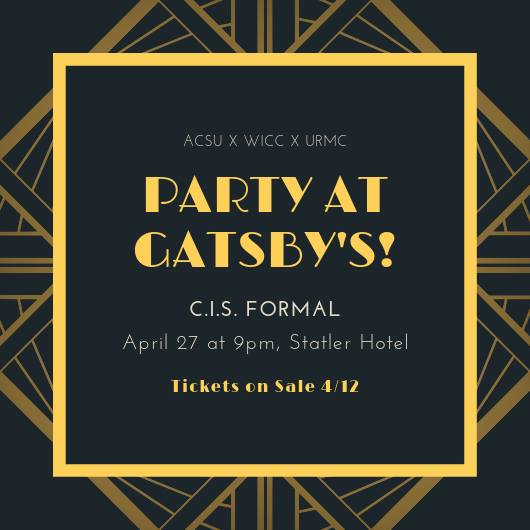 ACSU X WICC X URMC
PARTY AT
GATSBY'S!
C.I.S. FORMAL
April 27 at 9pm, Statler Hotel
Tickets on Sale 4/12